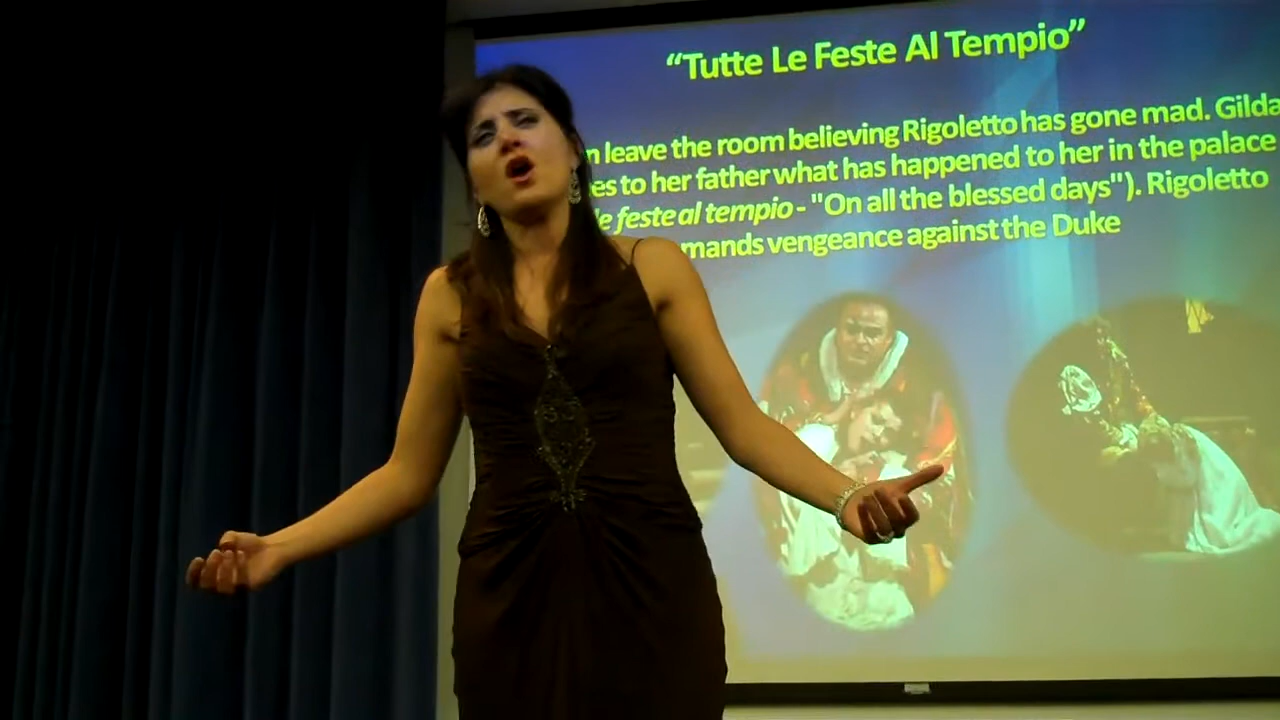 “Tutte Le Feste Al Tempio”
n leave the room believing Rigoletto has gone mad. Gilda
es to her father what has happened to her in the palace
le feste al tempio - "On all the blessed days"). Rigoletto
mands vengeance against the Duke